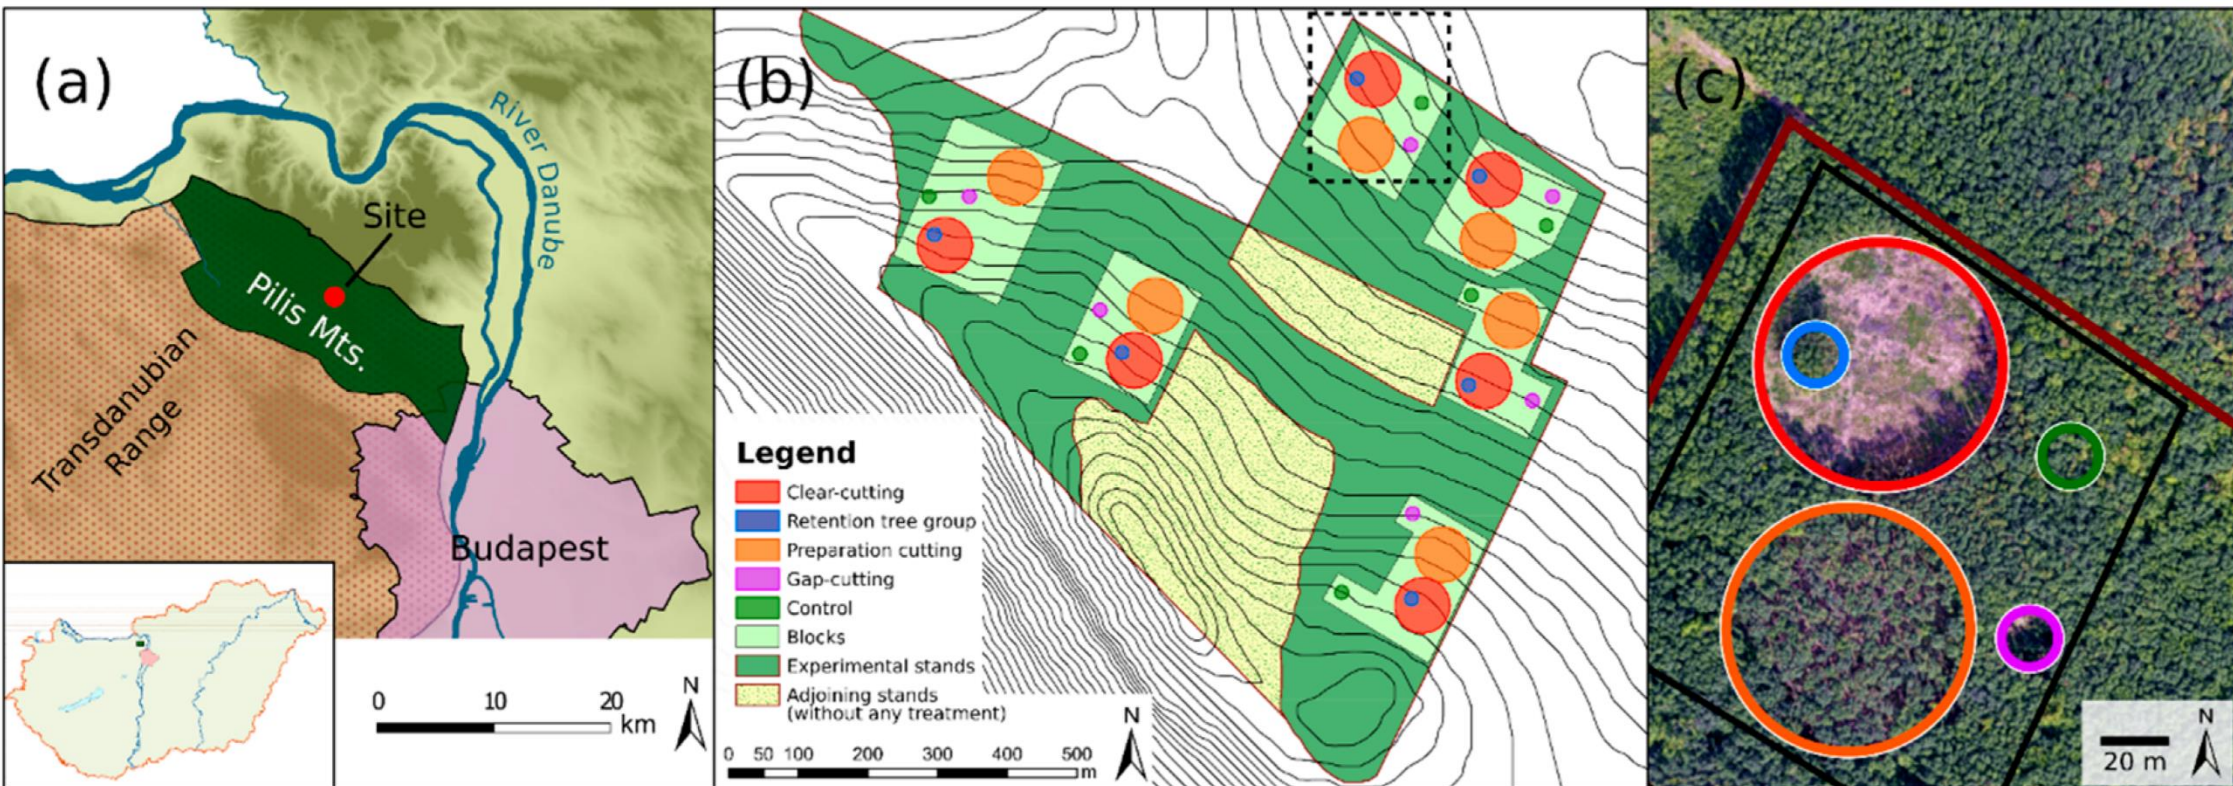 (a)
River Danube
Site
Pilis Mts.
Transdanubian
Range
Budapest
0 10 20
km
N
(b)
Legend
Clear-cutting
Retention tree group
Preparation cutting
Gap-cutting
Control
Blocks
Experimental stands
Adjoining stands
(without any treatment)
0 50 100 200 300 400 500
m
N
(c)
N
20 m